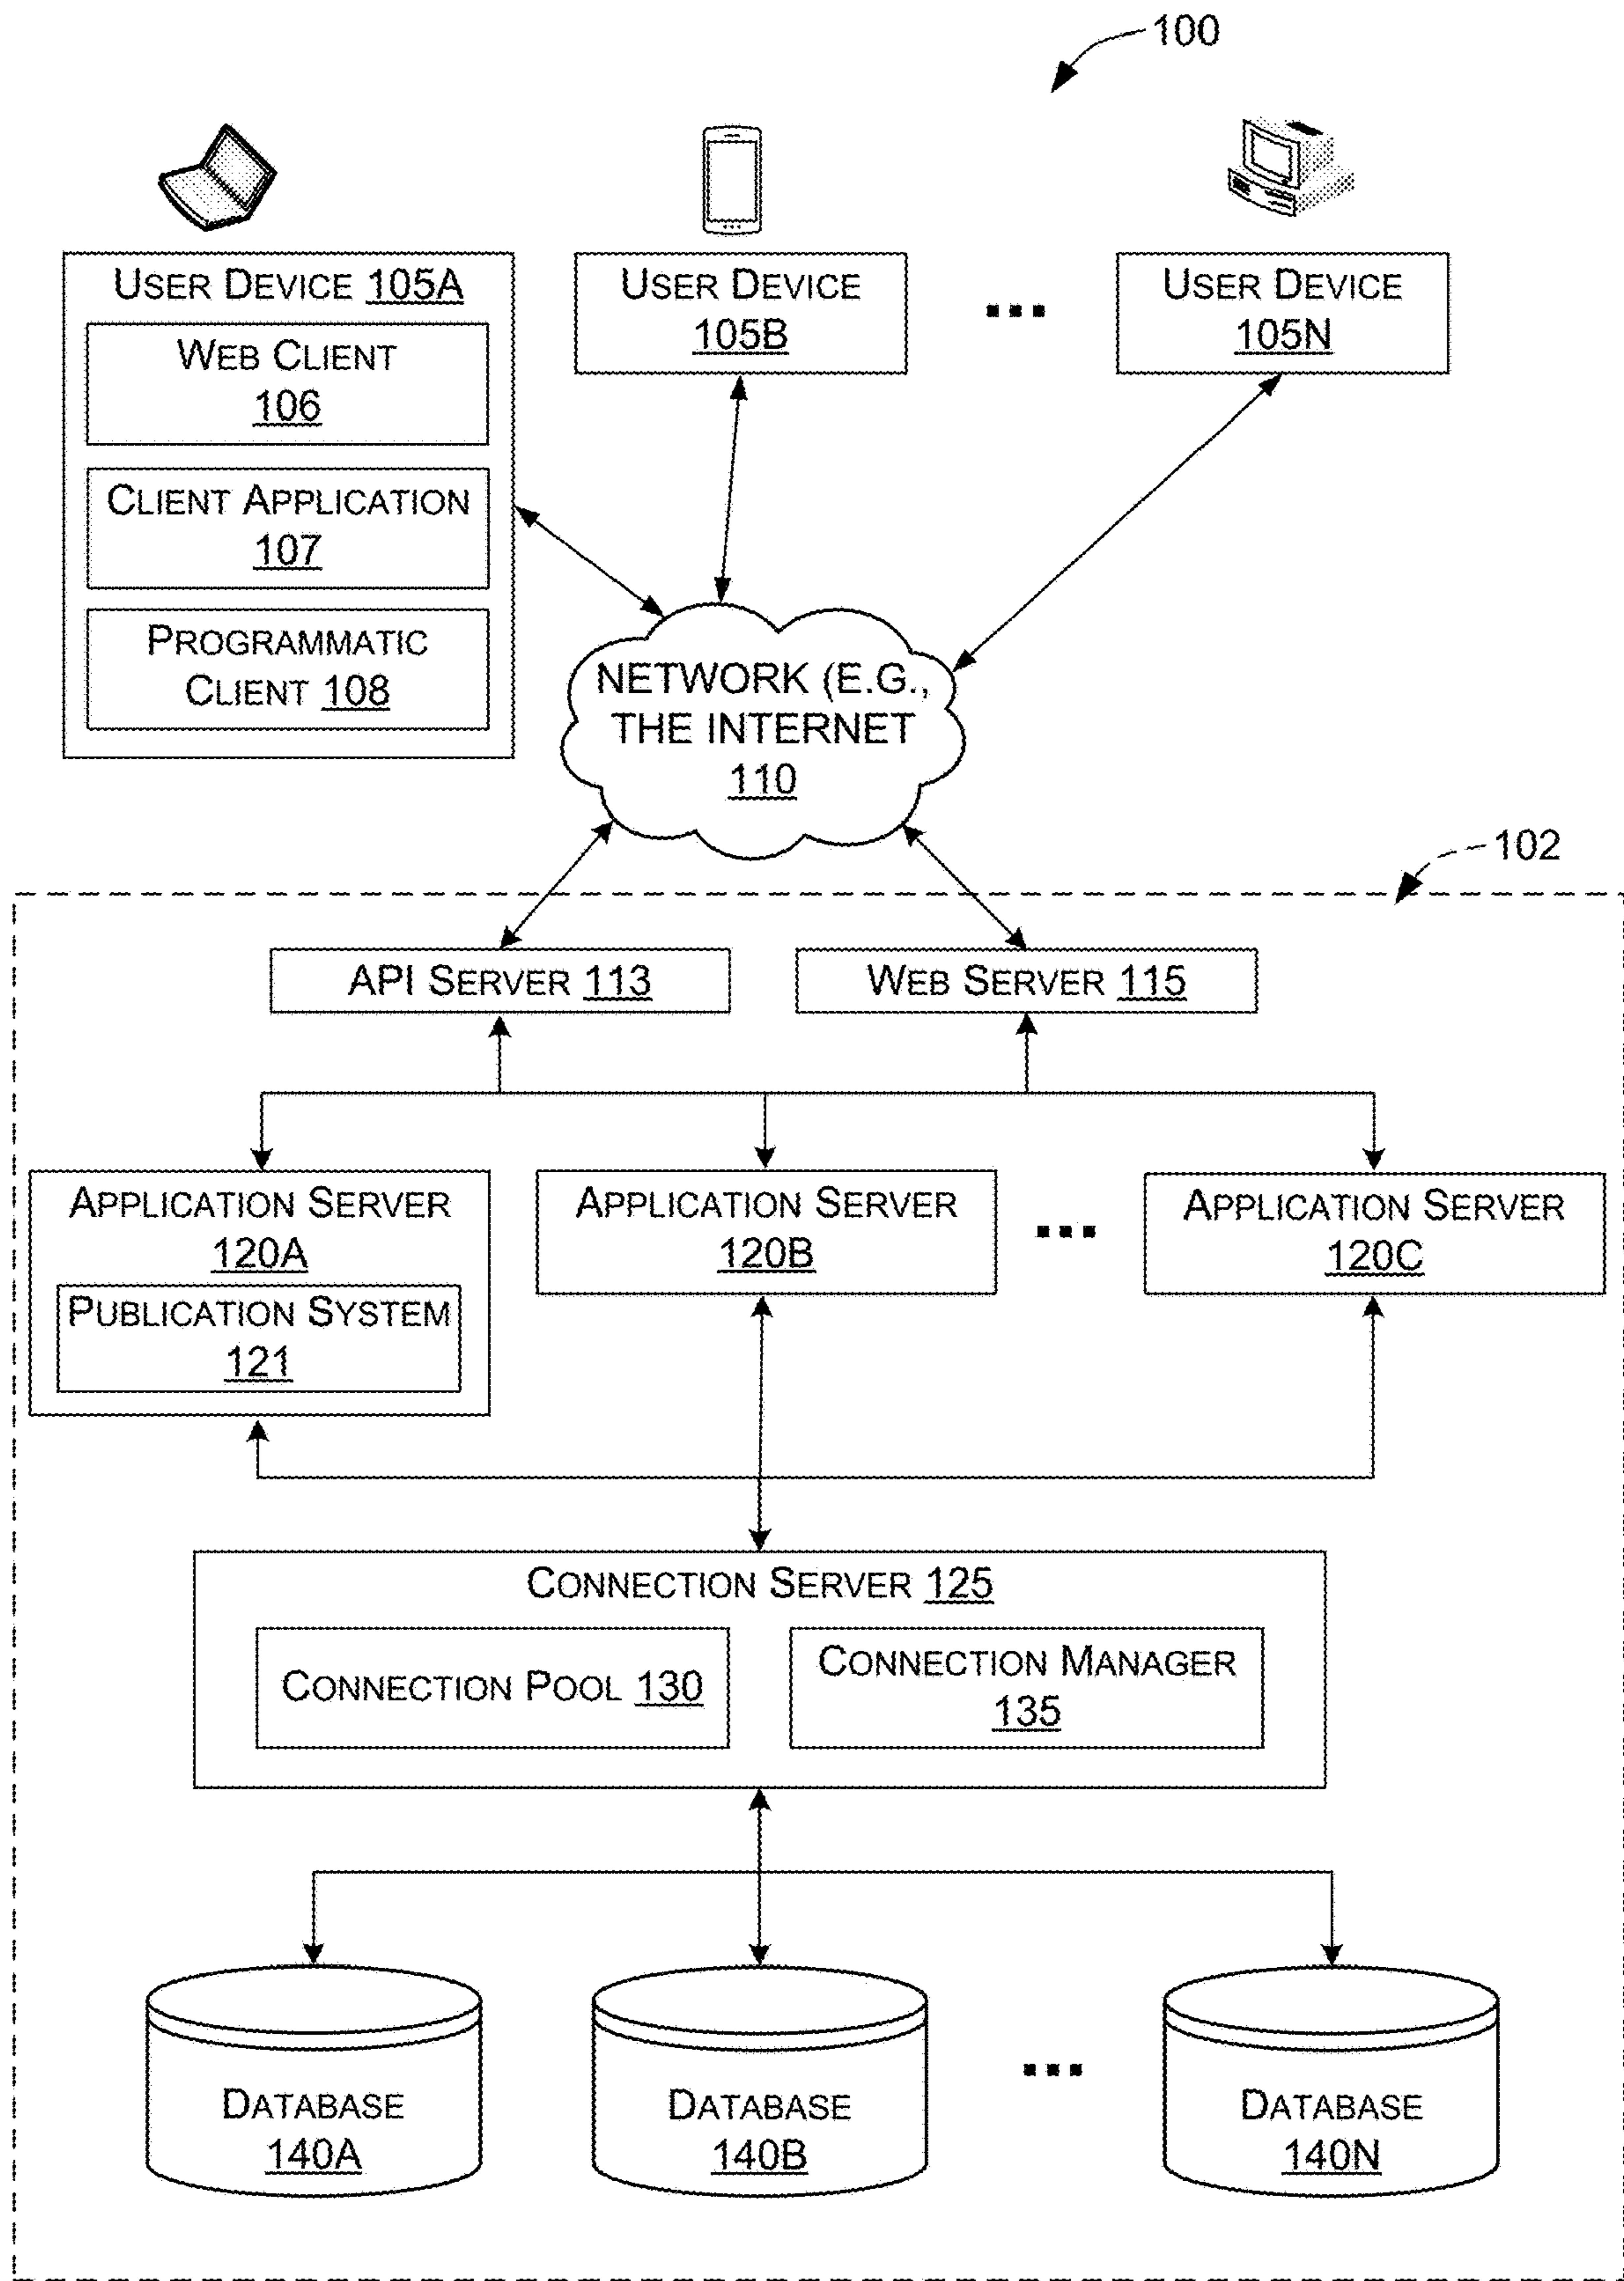 100
USER DEVICE 105A
WEB CLIENT
106
CLIENT APPLICATION
107
PROGRAMMATIC
CLIENT 108
USER DEVICE
105B
USER DEVICE
105N
NETWORK (E.G.,
THE INTERNET
110
102
API SERVER 113
WEB SERVER 115
APPLICATION SERVER
120A
PUBLICATION SYSTEM
121
APPLICATION SERVER
120B
APPLICATION SERVER
120C
CONNECTION SERVER 125
CONNECTION POOL 130
CONNECTION MANAGER
135
DATABASE
140A
DATABASE
140B
DATABASE
140N